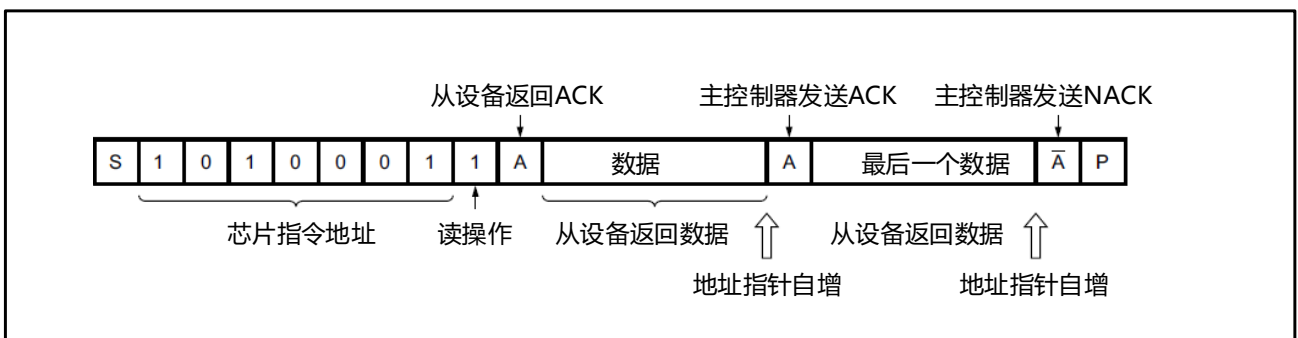 从设备返回ACK 主控制器发送ACK 主控制器发送NACK
S 1 0 1 0 0 0 1 1 A 数据 A 最后一个数据 A̅ P
芯片指令地址 读操作 从设备返回数据 从设备返回数据
地址指针自增 地址指针自增